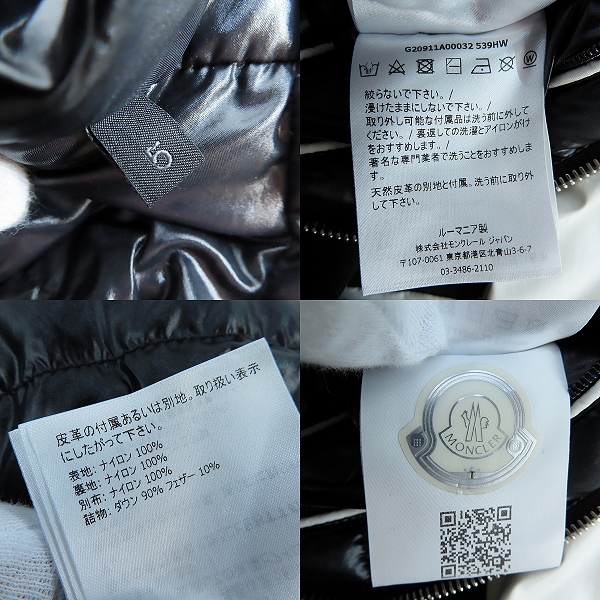 5
G20911A00032 539HW
絞らないで下さい。/
浸けたままにしないで下さい。/
取り外し可能な付属品は洗う前に外して
ください。/ 裏返しての洗濯とアイロンがけ
をおすすめします。/
著名な専門業者で洗うことをおすすめしま
す。
天然皮革の別地と付属。洗う前に取り外
して下さい。
ルーマニア製
株式会社モンクレール ジャパン
〒107-0061 東京都港区北青山3-6-7
03-3486-2110
皮革の付属あるいは別地。取り扱い表示
にしたがって下さい。
表地: ナイロン 100%
裏地: ナイロン 100%
別布: ナイロン 100%
詰物: ダウン 90% フェザー 10%
MONCLER